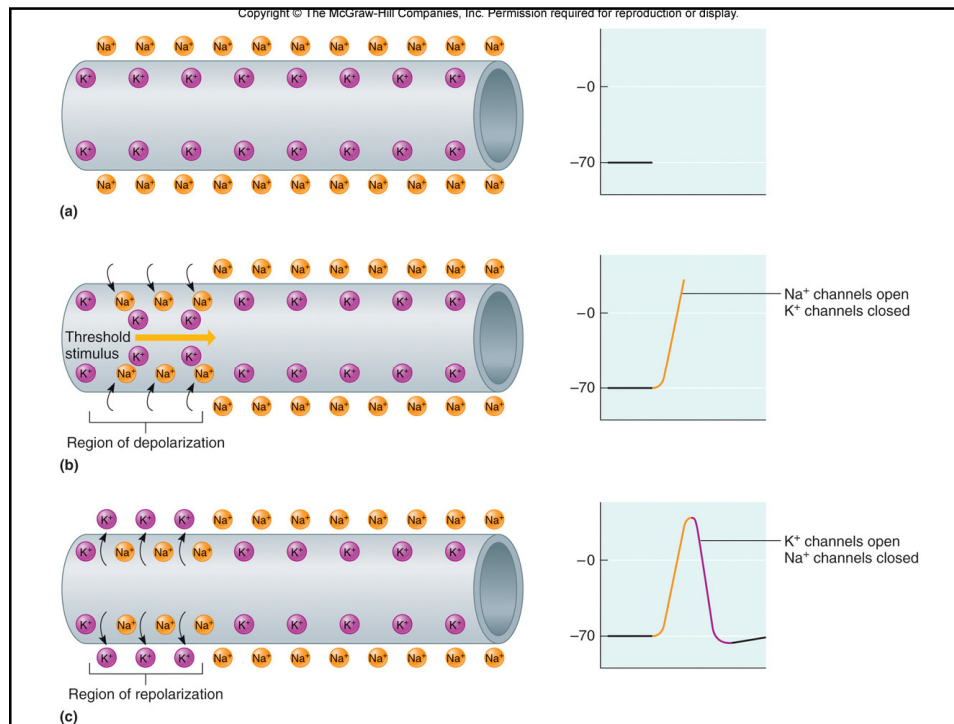 Copyright © The McGraw-Hill Companies, Inc. Permission required for reproduction or display.
Na⁺ Na⁺ Na⁺ Na⁺ Na⁺ Na⁺ Na⁺ Na⁺ Na⁺ Na⁺ Na⁺
K⁺ K⁺ K⁺ K⁺ K⁺ K⁺ K⁺ K⁺
K⁺ K⁺ K⁺ K⁺ K⁺ K⁺ K⁺ K⁺
Na⁺ Na⁺ Na⁺ Na⁺ Na⁺ Na⁺ Na⁺ Na⁺ Na⁺ Na⁺ Na⁺
(a)
–0
–70
Na⁺ Na⁺ Na⁺ Na⁺ Na⁺ Na⁺ Na⁺ Na⁺
K⁺ Na⁺ Na⁺ Na⁺ K⁺ K⁺ K⁺ K⁺ K⁺ K⁺
K⁺ K⁺
Threshold
stimulus
K⁺ K⁺
K⁺ Na⁺ Na⁺ Na⁺ K⁺ K⁺ K⁺ K⁺ K⁺ K⁺
Na⁺ Na⁺ Na⁺ Na⁺ Na⁺ Na⁺ Na⁺ Na⁺
Region of depolarization
(b)
–0
–70
Na⁺ channels open
K⁺ channels closed
K⁺ K⁺ K⁺ Na⁺ Na⁺ Na⁺ Na⁺ Na⁺ Na⁺ Na⁺ Na⁺
K⁺ Na⁺ Na⁺ Na⁺ K⁺ K⁺ K⁺ K⁺ K⁺ K⁺
K⁺ Na⁺ Na⁺ Na⁺ K⁺ K⁺ K⁺ K⁺ K⁺ K⁺
K⁺ K⁺ K⁺ Na⁺ Na⁺ Na⁺ Na⁺ Na⁺ Na⁺ Na⁺ Na⁺
Region of repolarization
(c)
–0
–70
K⁺ channels open
Na⁺ channels closed